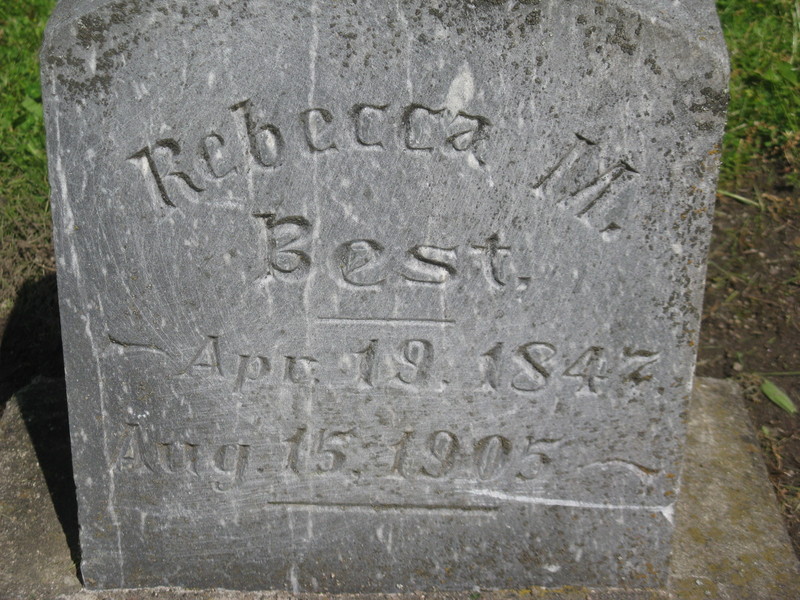 Rebecca M.
Best.
~ Apr. 19, 1847
Aug. 15, 1905 ~